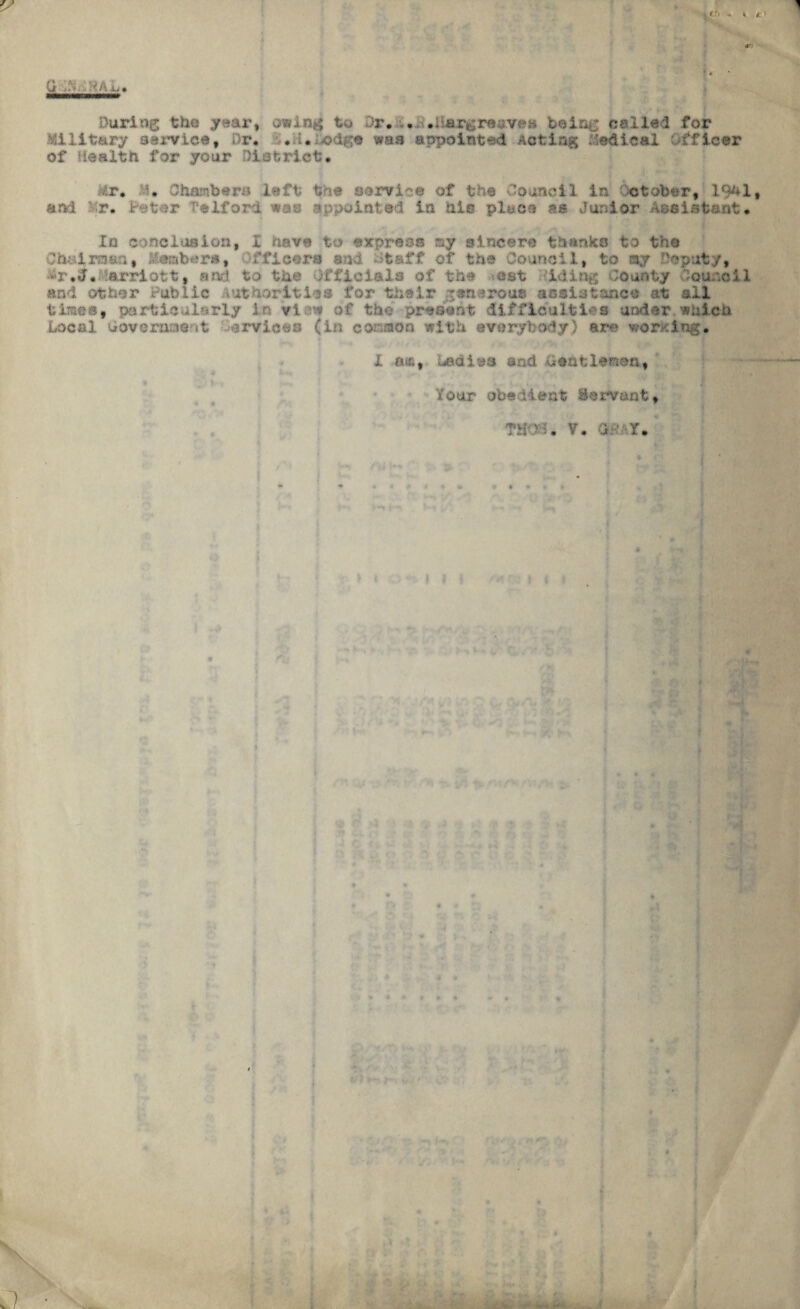 GENERAL.
During the year, owing to Dr. Hargreaves being called for
Military service, Dr. Lodge was appointed Acting Medical Officer
of Health for your District.
Mr. M. Chambers left the service of the Council in October, 1941,
and Mr. Peter Telford was appointed in his place as Junior Assistant.
In conclusion, I have to express my sincere thanks to the
Chairman, Members, Officers and Staff of the Council, to my Deputy,
Mr.J.Marriott, and to the Officials of the West Riding County Council
and other Public Authorities for their generous assistance at all
times, particularly in view of the present difficulties under which
Local Government Services (in common with everybody) are working.
I am, Ladies and Gentlemen,
Your obedient Servant,
THOS. V. GRAY.